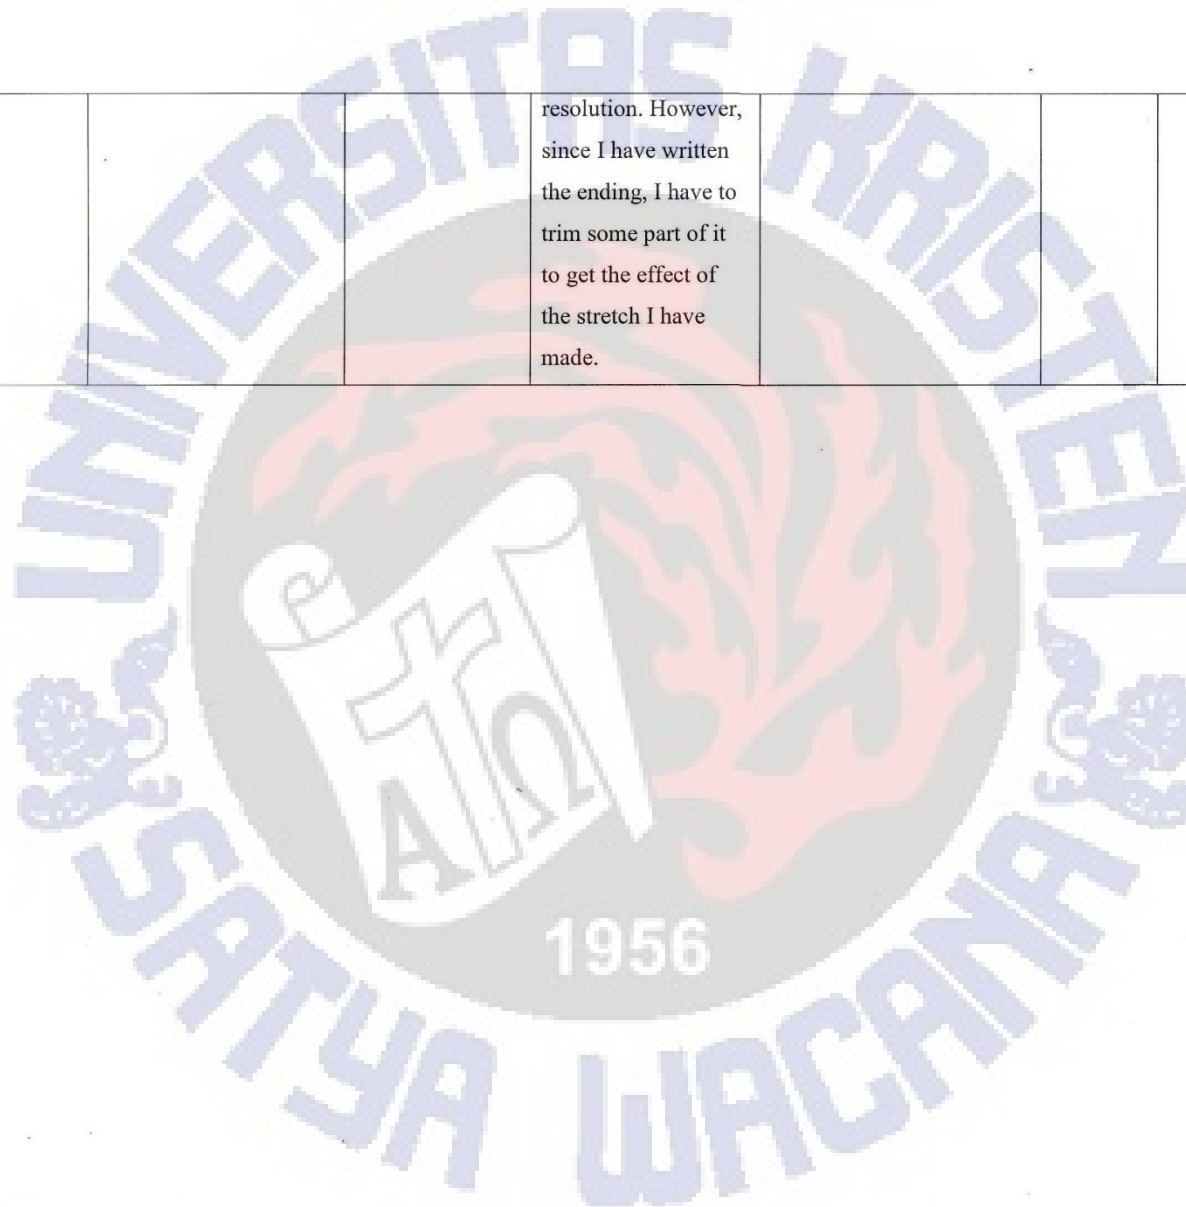 resolution. However,
since I have written
the ending, I have to
trim some part of it
to get the effect of
the stretch I have
made.
UNIVERSITAS KRISTEN
SATYA WACANA
Α Ω
1956